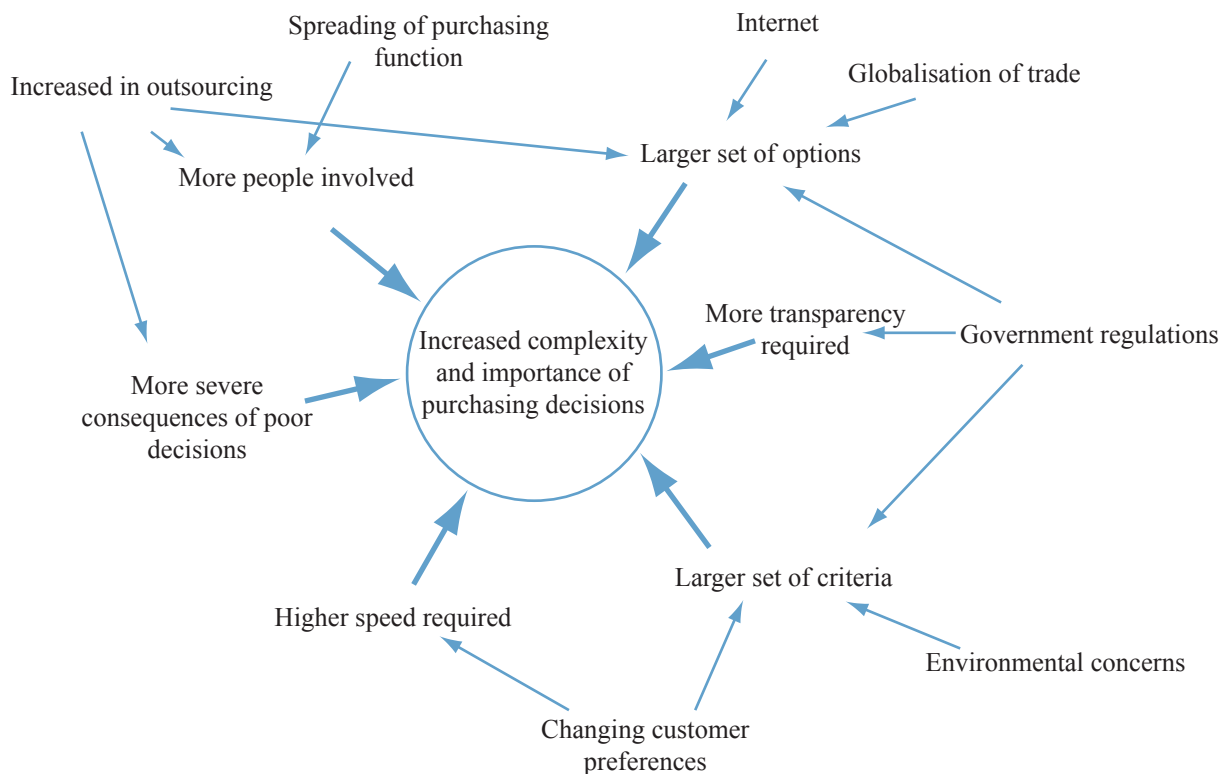 Spreading of purchasing
function
Internet
Increased in outsourcing
Globalisation of trade
More people involved
Larger set of options
More transparency
required
Government regulations
Increased complexity
and importance of
purchasing decisions
More severe
consequences of poor
decisions
Larger set of criteria
Higher speed required
Environmental concerns
Changing customer
preferences